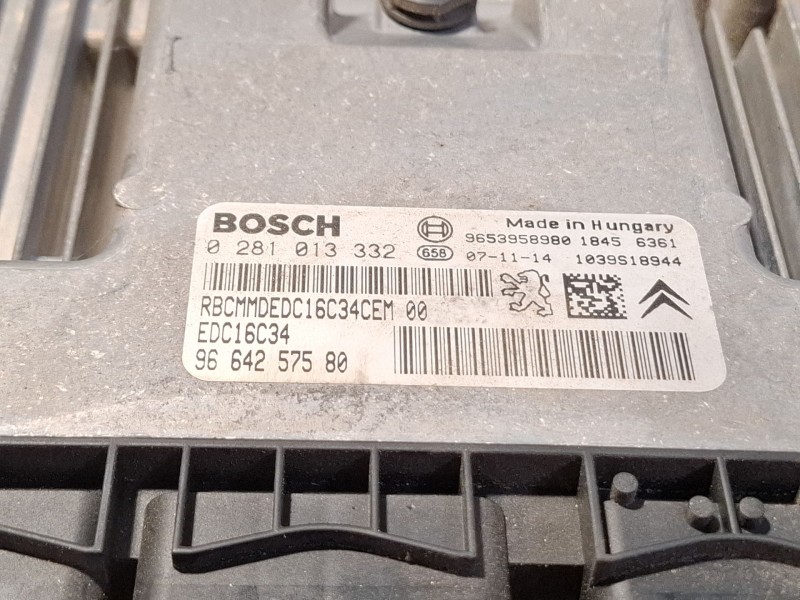 BOSCH
Made in Hungary
0 281 013 332
9653958980 1845 6361
658 07-11-14 1039S18944
RBCMMDEDC16C34CEM 00
EDC16C34
96 642 575 80